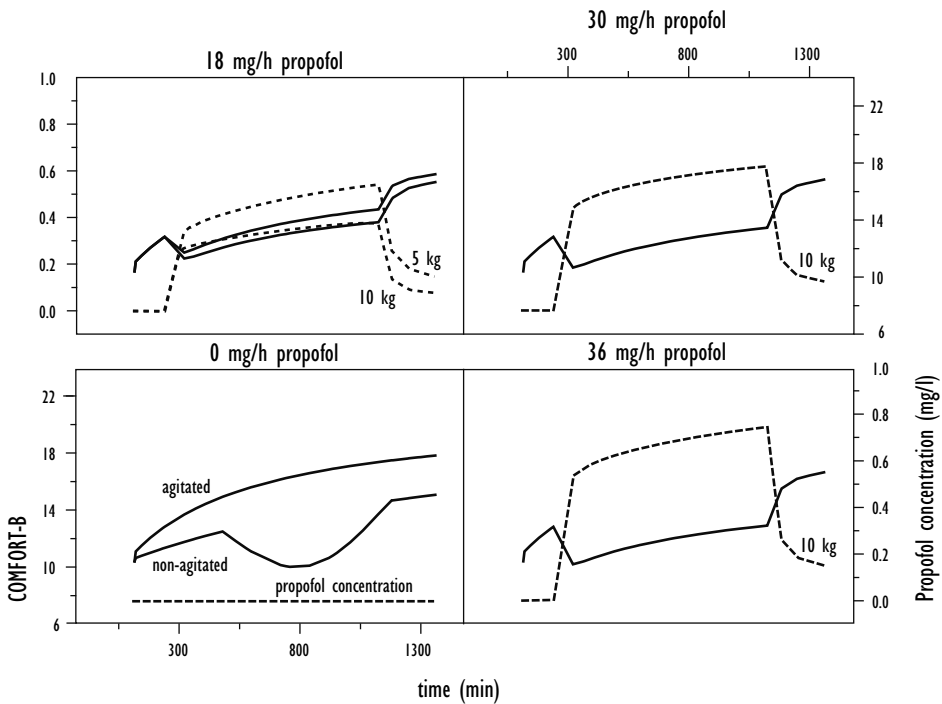 30 mg/h propofol
18 mg/h propofol
300 800 1300
1.0
0.8
0.6
0.4
0.2
0.0
5 kg
10 kg
10 kg
22
18
14
10
6
0 mg/h propofol
36 mg/h propofol
22
18
14
10
6
agitated
non-agitated
propofol concentration
10 kg
1.0
0.8
0.6
0.4
0.2
0.0
COMFORT-B
Propofol concentration (mg/l)
300 800 1300
time (min)